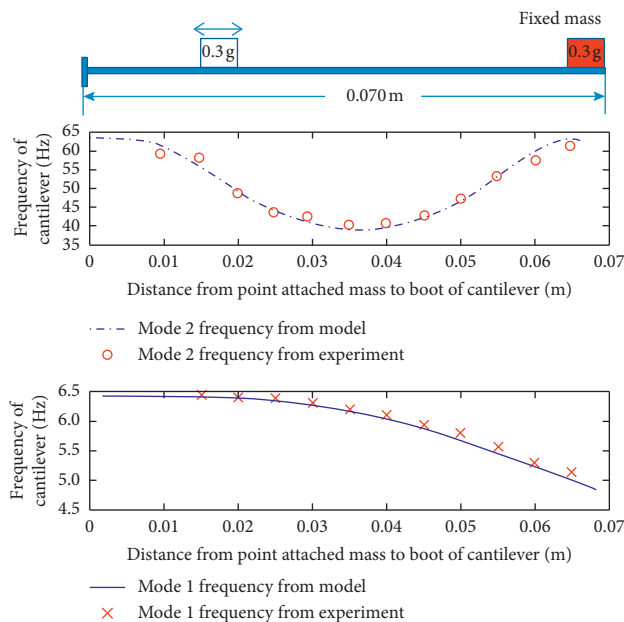 Fixed mass
0.3 g
0.3 g
0.070 m
Frequency of
cantilever (Hz)
65
60
55
50
45
40
35
0 0.01 0.02 0.03 0.04 0.05 0.06 0.07
Distance from point attached mass to boot of cantilever (m)
Mode 2 frequency from model
Mode 2 frequency from experiment
Frequency of
cantilever (Hz)
6.5
6.0
5.5
5.0
4.5
0 0.01 0.02 0.03 0.04 0.05 0.06 0.07
Distance from point attached mass to boot of cantilever (m)
Mode 1 frequency from model
Mode 1 frequency from experiment